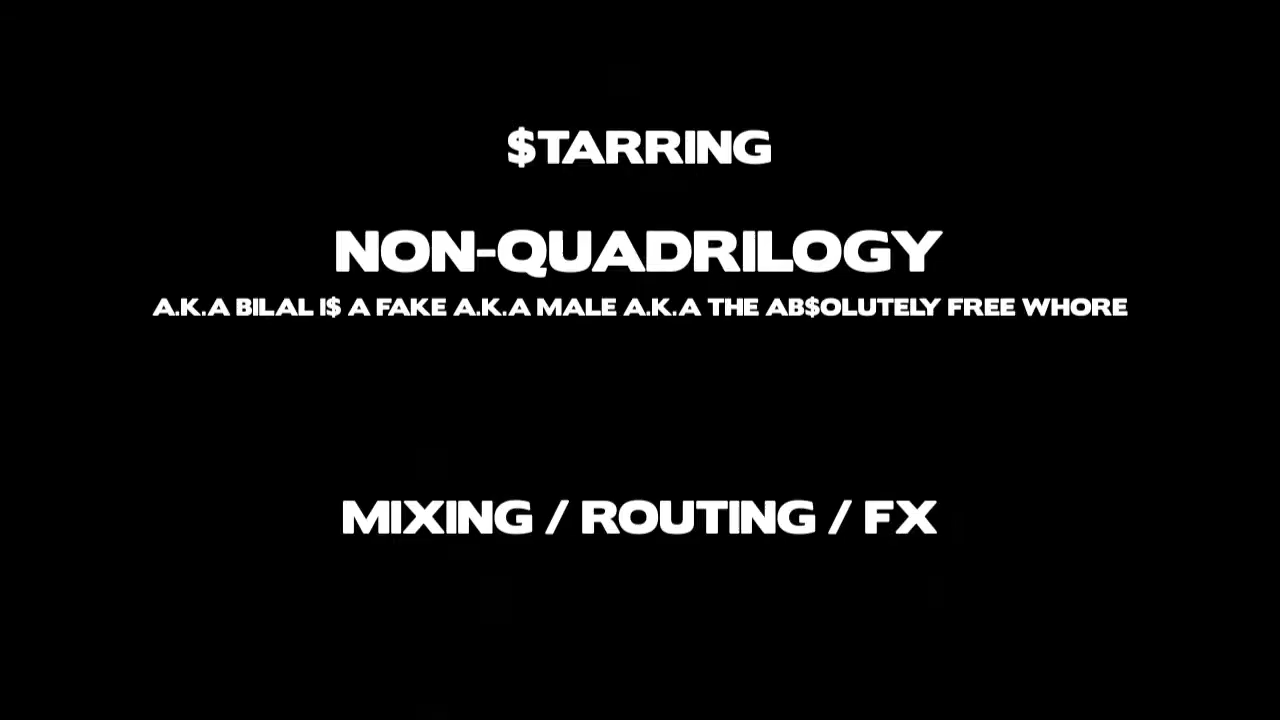 $TARRING
NON-QUADRILOGY
A.K.A BILAL I$ A FAKE A.K.A MALE A.K.A THE AB$OLUTELY FREE WHORE
MIXING / ROUTING / FX